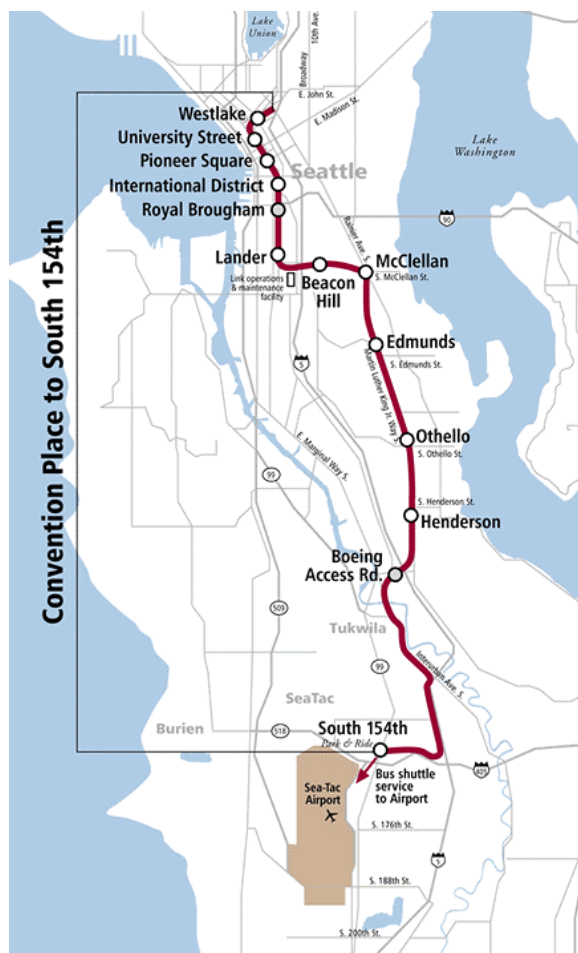 Lake
Union
Broadway
10th Ave.
E. John St.
E. Madison St.
Westlake
University Street
Pioneer Square
International District
Royal Brougham
Seattle
Lake
Washington
90
Rainier Ave. S.
Lander
Link operations
& maintenance
facility
Beacon
Hill
McClellan
S. McClellan St.
Convention Place to South 154th
5
Edmunds
S. Edmunds St.
Martin Luther King Jr. Way S.
Othello
S. Othello St.
E. Marginal Way S.
99
S. Henderson St.
Henderson
Boeing
Access Rd.
509
Tukwila
99
Interurban Ave. S.
SeaTac
Burien
518
South 154th
Park & Ride
405
Bus shuttle
service
to Airport
Sea-Tac
Airport
S. 176th St.
5
S. 188th St.
S. 200th St.